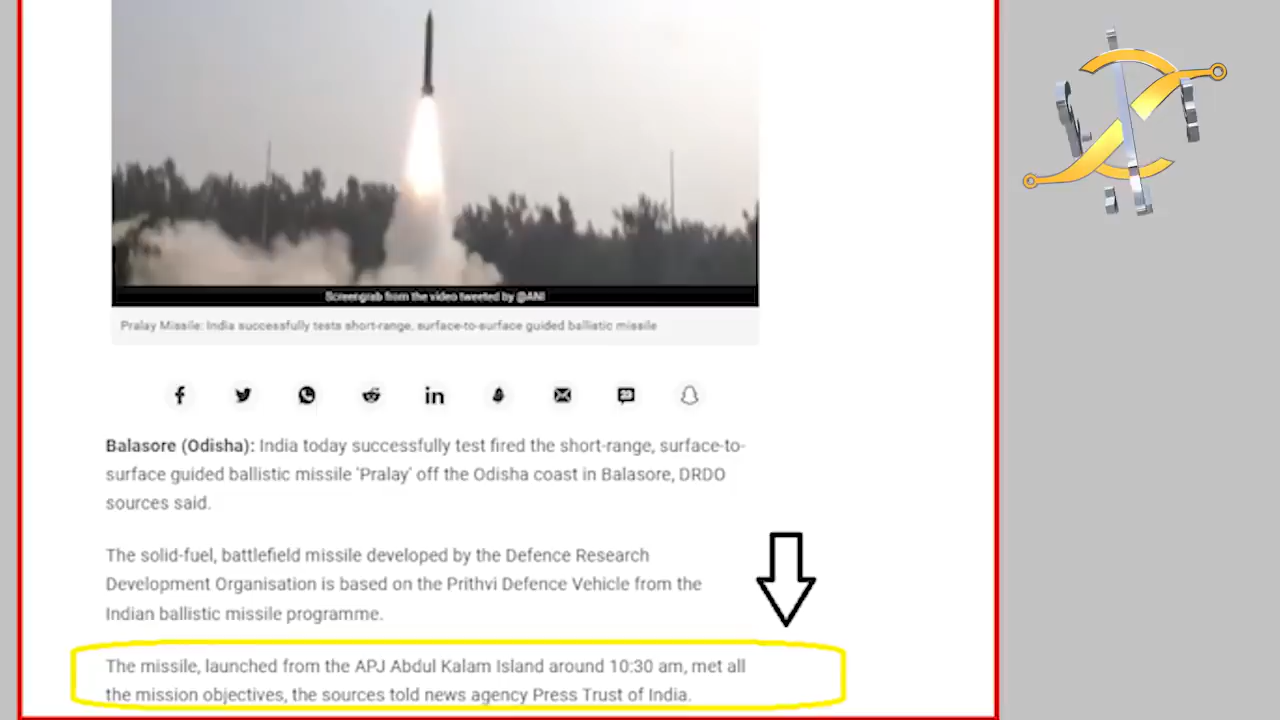 Screengrab from the video tweeted by @ANI
Pralay Missile: India successfully tests short-range, surface-to-surface guided ballistic missile
Balasore (Odisha): India today successfully test fired the short-range, surface-to-
surface guided ballistic missile 'Pralay' off the Odisha coast in Balasore, DRDO
sources said.
The solid-fuel, battlefield missile developed by the Defence Research
Development Organisation is based on the Prithvi Defence Vehicle from the
Indian ballistic missile programme.
The missile, launched from the APJ Abdul Kalam Island around 10:30 am, met all
the mission objectives, the sources told news agency Press Trust of India.